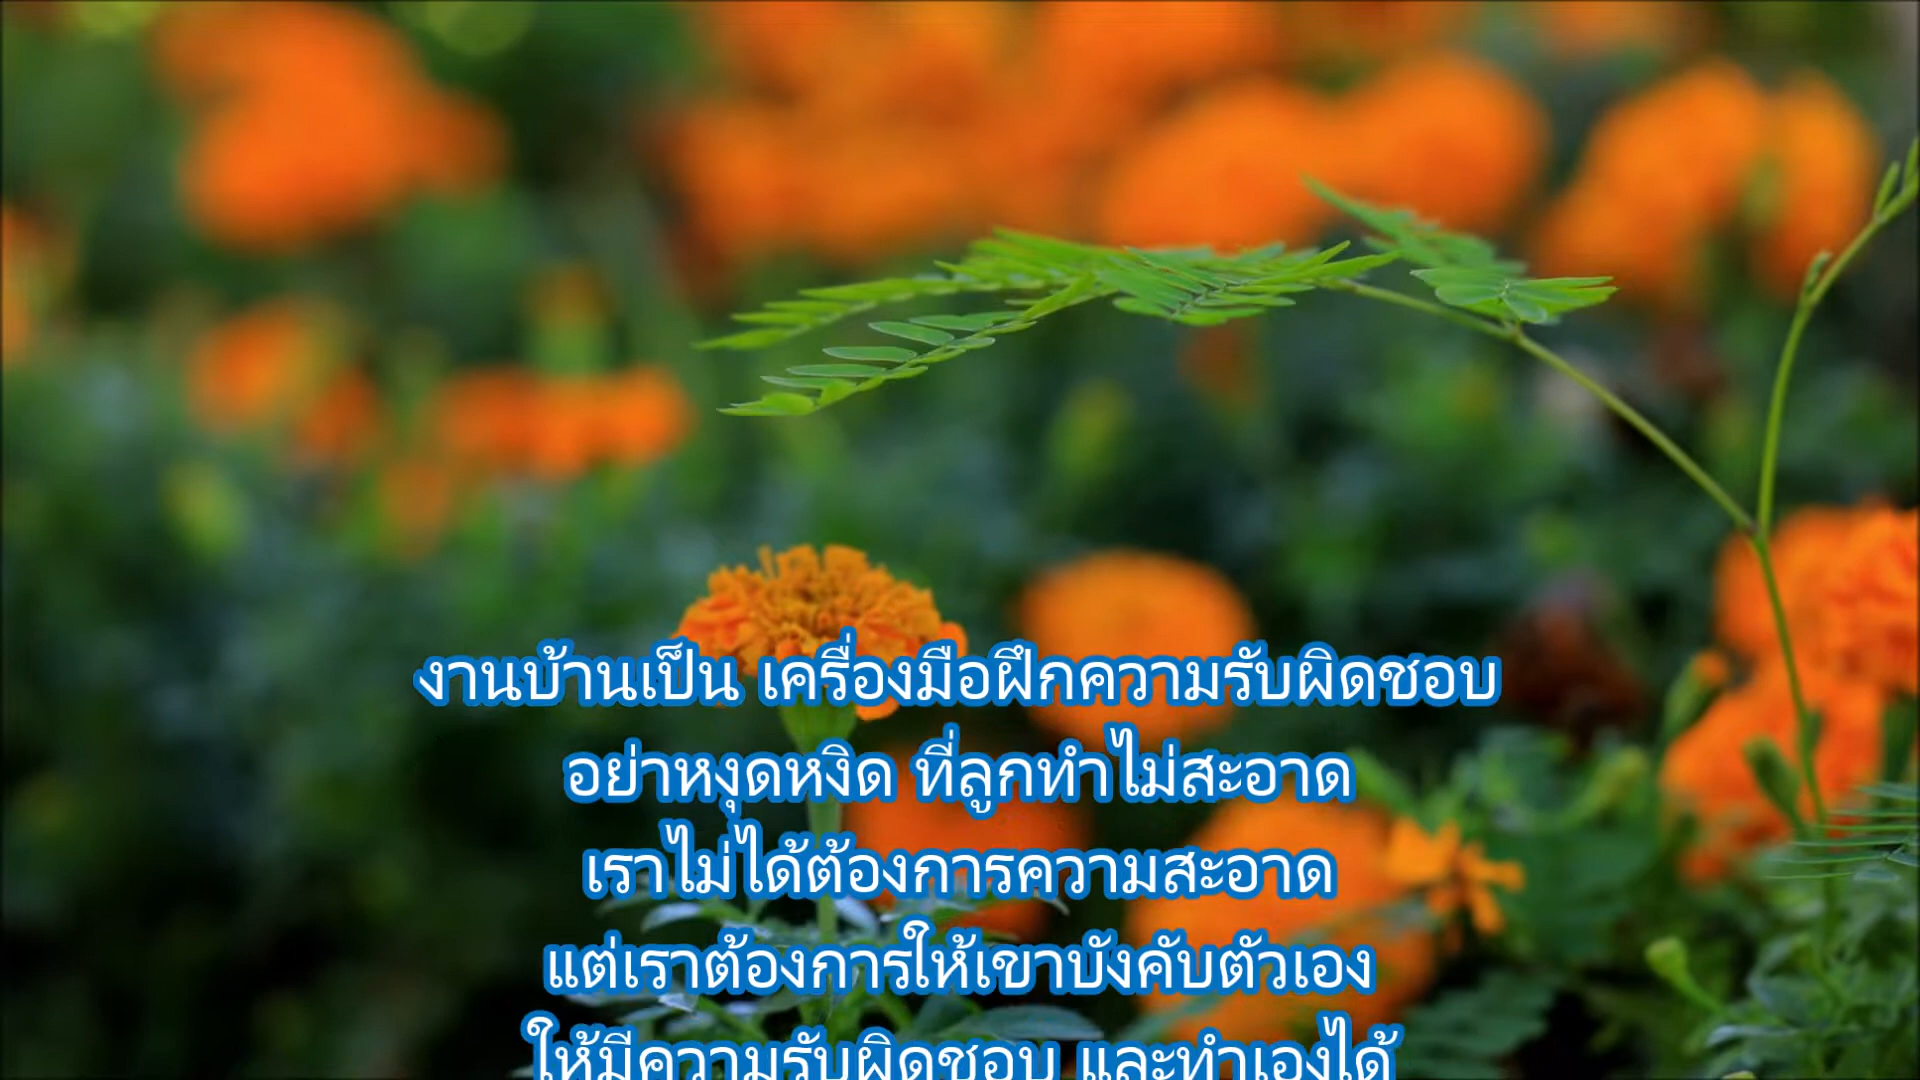 งานบ้านเป็น เครื่องมือฝึกความรับผิดชอบ
อย่าหงุดหงิด ที่ลูกทำไม่สะอาด
เราไม่ได้ต้องการความสะอาด
แต่เราต้องการให้เขาบังคับตัวเอง
ให้มีความรับผิดชอบ และทำเองได้